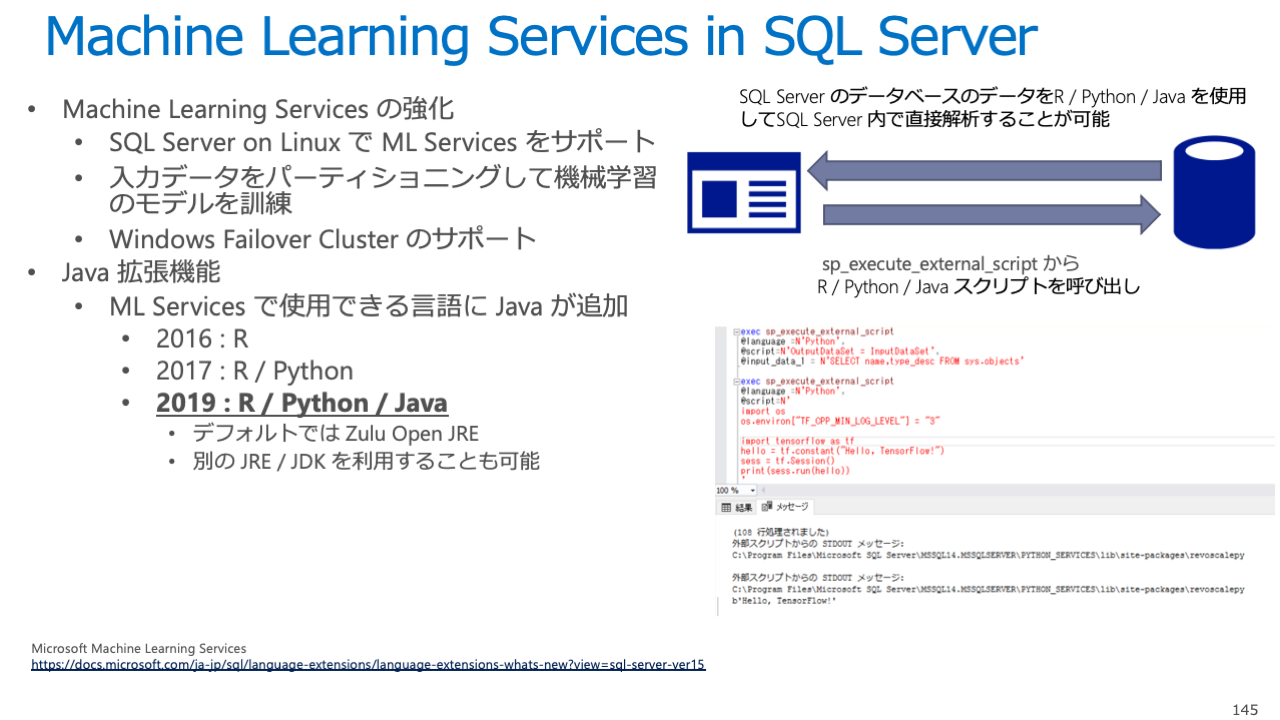 Machine Learning Services in SQL Server
• Machine Learning Services の強化
• SQL Server on Linux で ML Services をサポート
• 入力データをパーティショニングして機械学習
のモデルを訓練
• Windows Failover Cluster のサポート
• Java 拡張機能
• ML Services で使用できる言語に Java が追加
• 2016 : R
• 2017 : R / Python
• 2019 : R / Python / Java
• デフォルトでは Zulu Open JRE
• 別の JRE / JDK を利用することも可能
SQL Server のデータベースのデータをR / Python / Java を使用
してSQL Server 内で直接解析することが可能
sp_execute_external_script から
R / Python / Java スクリプトを呼び出し
exec sp_execute_external_script
@language =N'Python',
@script=N'OutputDataSet = InputDataSet',
@input_data_1 = N'SELECT name,type_desc FROM sys.objects'
exec sp_execute_external_script
@language =N'Python',
@script=N'
import os
os.environ["TF_CPP_MIN_LOG_LEVEL"] = "3"
import tensorflow as tf
hello = tf.constant("Hello, TensorFlow!")
sess = tf.Session()
print(sess.run(hello))
'
100 %
結果 メッセージ
(108 行処理されました)
外部スクリプトからの STDOUT メッセージ:
C:\Program Files\Microsoft SQL Server\MSSQL14.MSSQLSERVER\PYTHON_SERVICES\lib\site-packages\revoscalepy
外部スクリプトからの STDOUT メッセージ:
C:\Program Files\Microsoft SQL Server\MSSQL14.MSSQLSERVER\PYTHON_SERVICES\lib\site-packages\revoscalepy
b'Hello, TensorFlow!'
Microsoft Machine Learning Services
https://docs.microsoft.com/ja-jp/sql/language-extensions/language-extensions-whats-new?view=sql-server-ver15
145